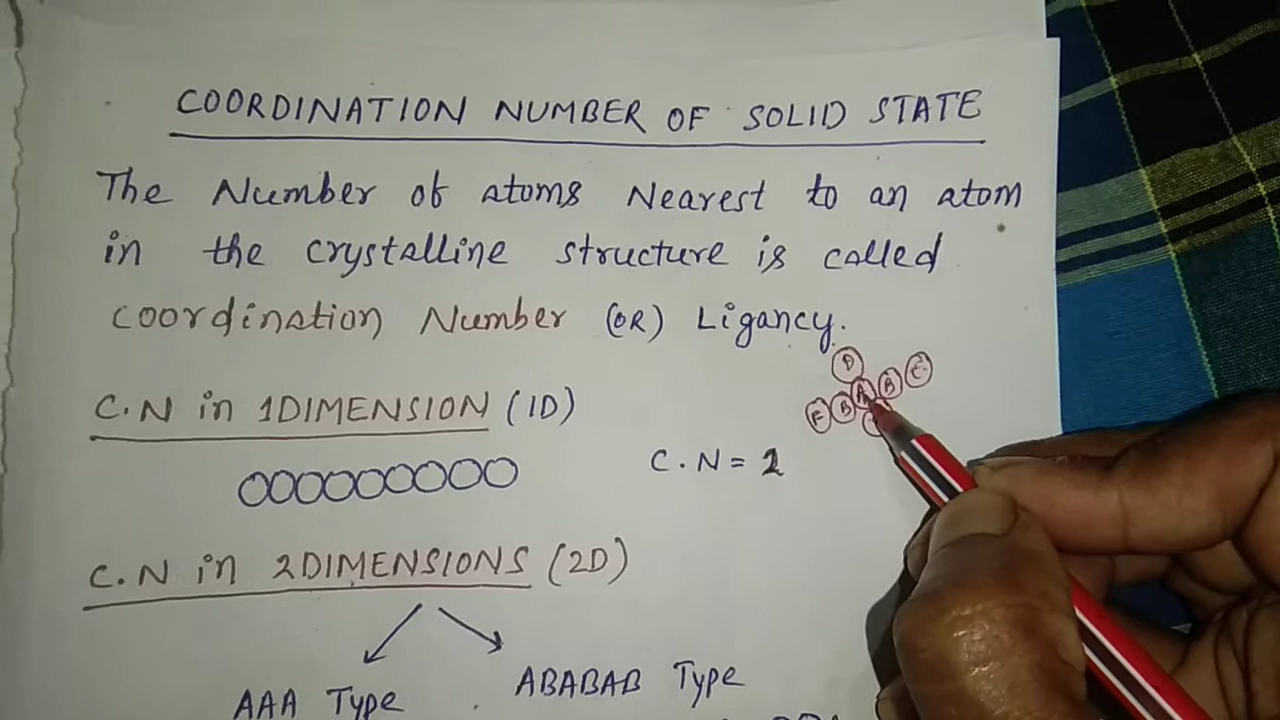 COORDINATION NUMBER OF SOLID STATE
The Number of atoms Nearest to an atom
in the crystalline structure is called
Coordination Number (OR) Ligancy.
D
A B E
F B
C.N in 1DIMENSION (1D)
C.N = 2
C.N in 2DIMENSIONS (2D)
AAA Type
ABABAB Type